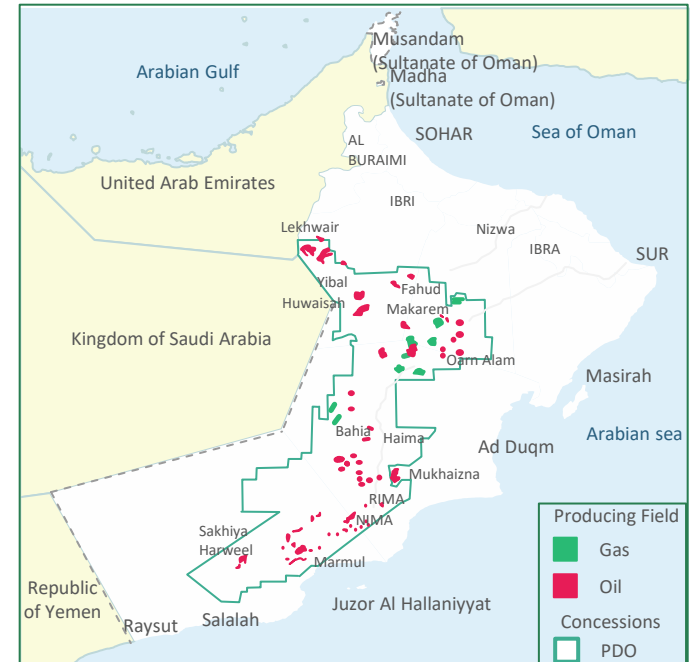 Musandam
(Sultanate of Oman)
Madha
(Sultanate of Oman)
Arabian Gulf
SOHAR
Sea of Oman
AL
BURAIMI
United Arab Emirates
IBRI
Lekhwair
Nizwa
IBRA
SUR
Yibal
Fahud
Huwaisah
Makarem
Kingdom of Saudi Arabia
Oarn Alam
Masirah
Bahia
Haima
Arabian sea
Ad Duqm
Mukhaizna
RIMA
NIMA
Sakhiya
Harweel
Marmul
Republic
of Yemen
Juzor Al Hallaniyyat
Raysut
Salalah
Producing Field
Gas
Oil
Concessions
PDO